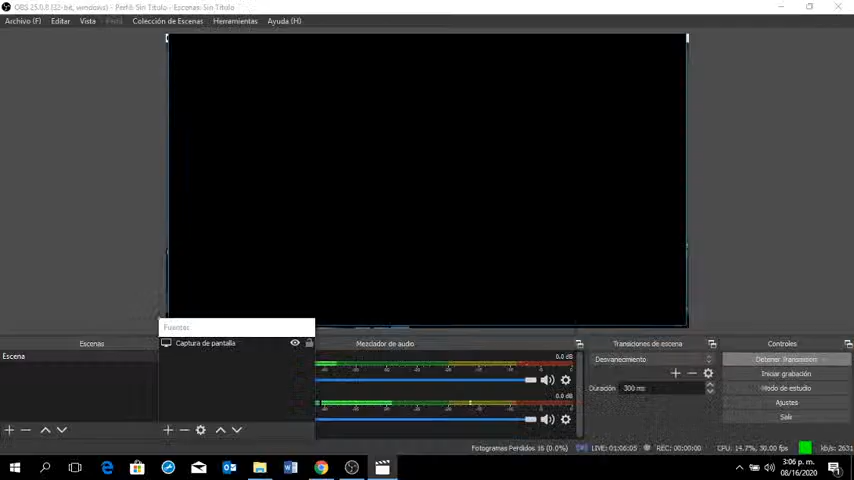 OBS 25.0.8 (32-bit, windows) - Perfil: Sin Título - Escenas: Sin Título
Archivo (F) Editar Vista Perfil Colección de Escenas Herramientas Ayuda (H)
Escenas
Fuentes
Mezclador de audio
Transiciones de escena
Controles
Escena
Captura de pantalla
0.0 dB
0.0 dB
Desvanecimiento
Duración 300 ms
Detener Transmisión
Iniciar grabación
Modo de estudio
Ajustes
Salir
Fotogramas Perdidos 16 (0.0%) LIVE: 01:06:05 REC: 00:00:00 CPU: 14.7%, 30.00 fps kb/s: 2631
3:06 p. m.
08/16/2020